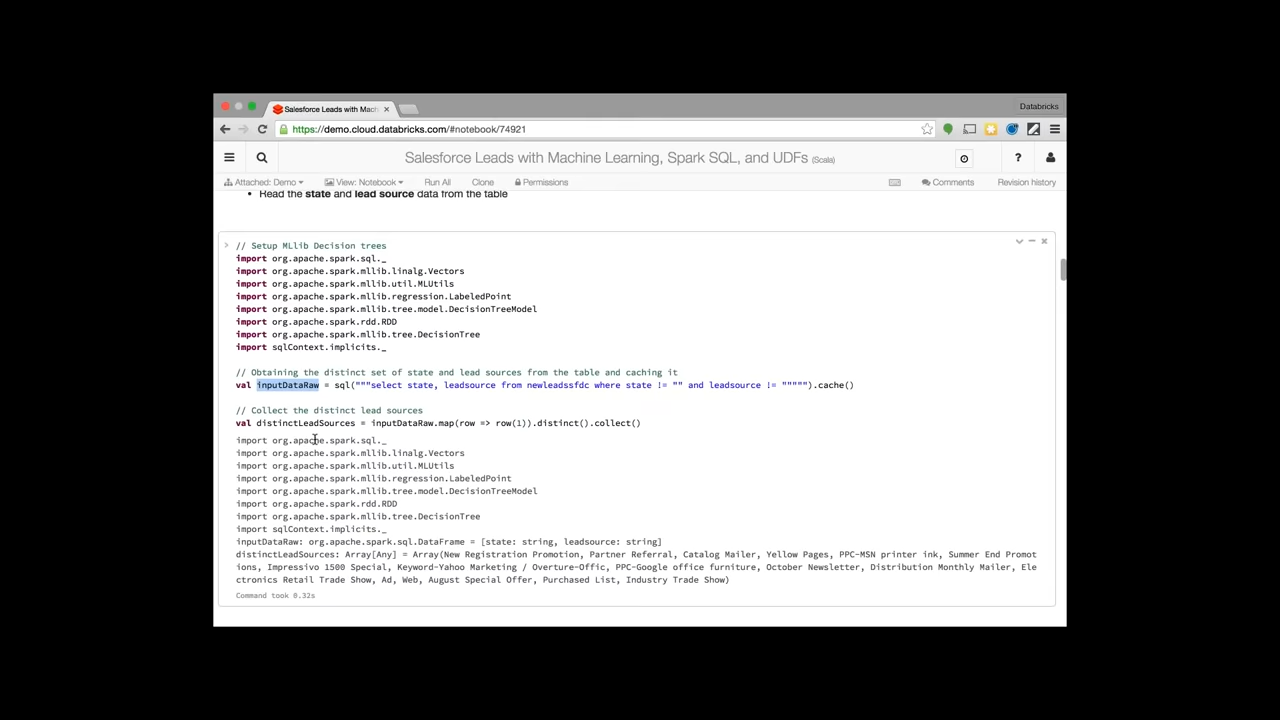 Salesforce Leads with Mach
Databricks
https://demo.cloud.databricks.com/#notebook/74921
Salesforce Leads with Machine Learning, Spark SQL, and UDFs (Scala)
?
Attached: Demo
View: Notebook
Run All
Clone
Permissions
Comments
Revision history
• Read the state and lead source data from the table
// Setup MLlib Decision trees
import org.apache.spark.sql._
import org.apache.spark.mllib.linalg.Vectors
import org.apache.spark.mllib.util.MLUtils
import org.apache.spark.mllib.regression.LabeledPoint
import org.apache.spark.mllib.tree.model.DecisionTreeModel
import org.apache.spark.rdd.RDD
import org.apache.spark.mllib.tree.DecisionTree
import sqlContext.implicits._
// Obtaining the distinct set of state and lead sources from the table and caching it
val inputDataRaw = sql("""select state, leadsource from newleadssfdc where state != "" and leadsource != """"").cache()
// Collect the distinct lead sources
val distinctLeadSources = inputDataRaw.map(row => row(1)).distinct().collect()
import org.apache.spark.sql._
import org.apache.spark.mllib.linalg.Vectors
import org.apache.spark.mllib.util.MLUtils
import org.apache.spark.mllib.regression.LabeledPoint
import org.apache.spark.mllib.tree.model.DecisionTreeModel
import org.apache.spark.rdd.RDD
import org.apache.spark.mllib.tree.DecisionTree
import sqlContext.implicits._
inputDataRaw: org.apache.spark.sql.DataFrame = [state: string, leadsource: string]
distinctLeadSources: Array[Any] = Array(New Registration Promotion, Partner Referral, Catalog Mailer, Yellow Pages, PPC-MSN printer ink, Summer End Promot
ions, Impressivo 1500 Special, Keyword-Yahoo Marketing / Overture-Offic, PPC-Google office furniture, October Newsletter, Distribution Monthly Mailer, Ele
ctronics Retail Trade Show, Ad, Web, August Special Offer, Purchased List, Industry Trade Show)
Command took 0.32s